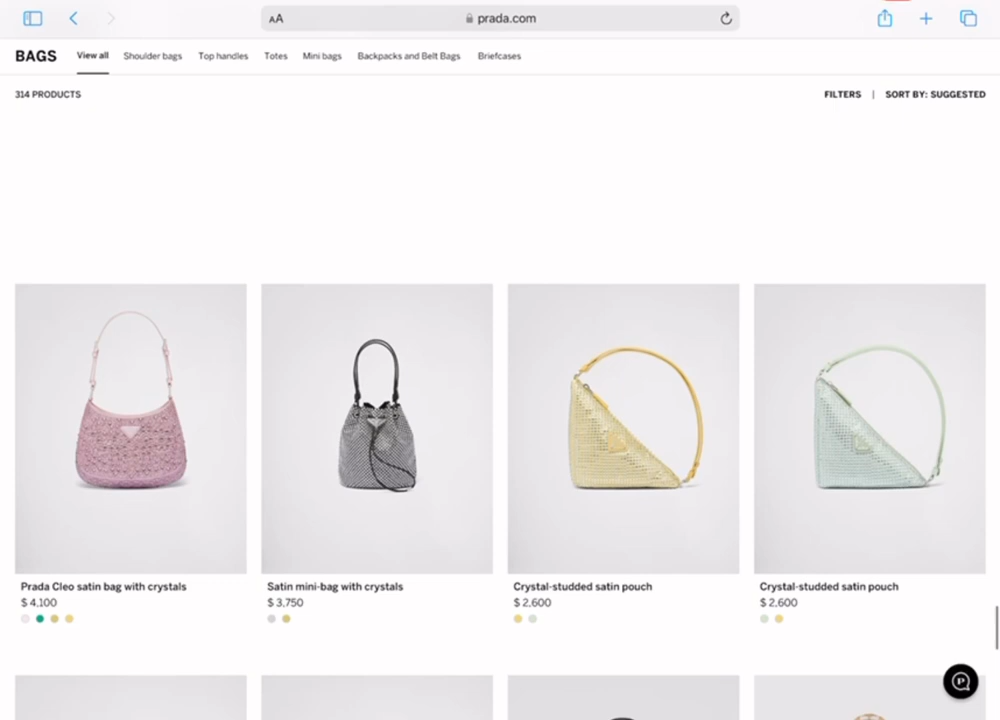 AA prada.com
BAGS View all Shoulder bags Top handles Totes Mini bags Backpacks and Belt Bags Briefcases
314 PRODUCTS FILTERS | SORT BY: SUGGESTED
Prada Cleo satin bag with crystals
$ 4,100
Satin mini-bag with crystals
$ 3,750
Crystal-studded satin pouch
$ 2,600
Crystal-studded satin pouch
$ 2,600
P